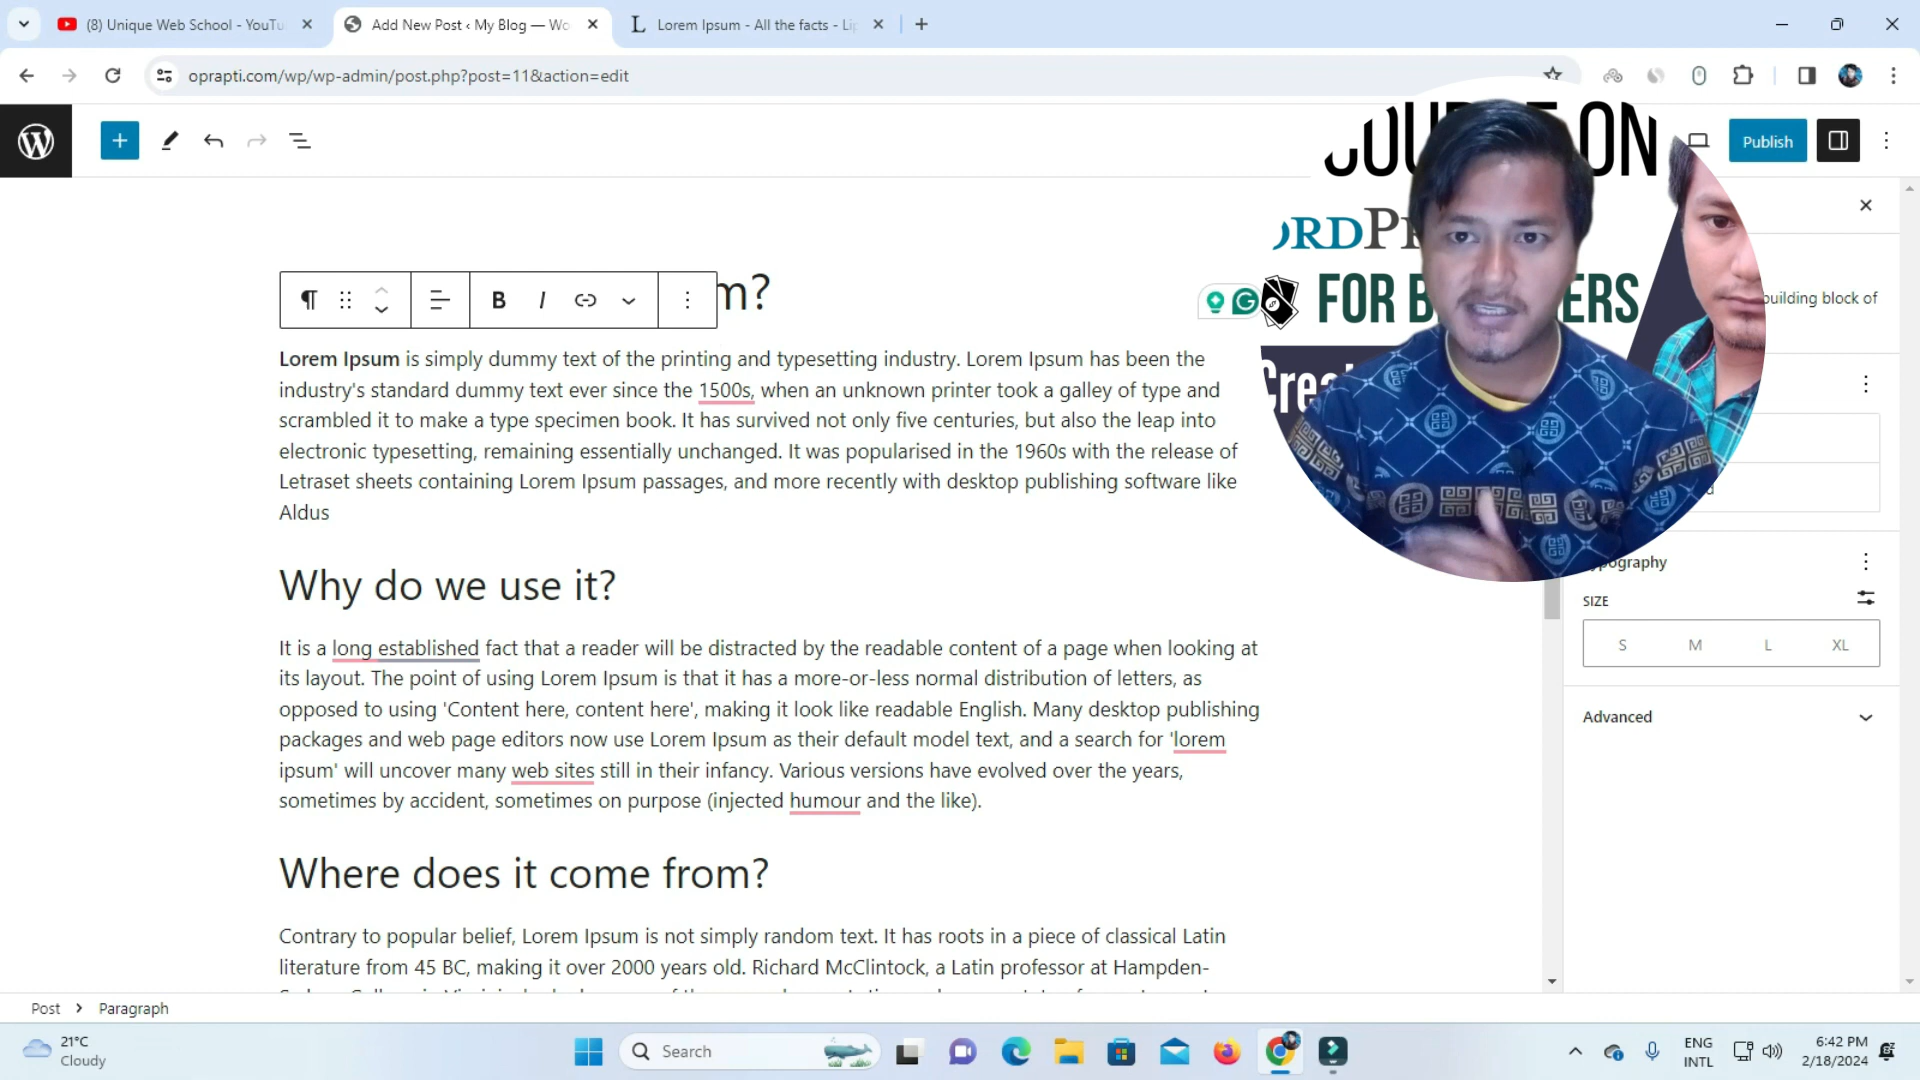 (8) Unique Web School - YouTu
Add New Post ‹ My Blog — Wo
L Lorem Ipsum - All the facts - Lip
oprapti.com/wp/wp-admin/post.php?post=11&action=edit
Publish
COU ON
ORDPR
FOR B ERS
Crea
building block of
m?
B I
Lorem Ipsum is simply dummy text of the printing and typesetting industry. Lorem Ipsum has been the
industry's standard dummy text ever since the 1500s, when an unknown printer took a galley of type and
scrambled it to make a type specimen book. It has survived not only five centuries, but also the leap into
electronic typesetting, remaining essentially unchanged. It was popularised in the 1960s with the release of
Letraset sheets containing Lorem Ipsum passages, and more recently with desktop publishing software like
Aldus
Why do we use it?
It is a long established fact that a reader will be distracted by the readable content of a page when looking at
its layout. The point of using Lorem Ipsum is that it has a more-or-less normal distribution of letters, as
opposed to using 'Content here, content here', making it look like readable English. Many desktop publishing
packages and web page editors now use Lorem Ipsum as their default model text, and a search for 'lorem
ipsum' will uncover many web sites still in their infancy. Various versions have evolved over the years,
sometimes by accident, sometimes on purpose (injected humour and the like).
Where does it come from?
Contrary to popular belief, Lorem Ipsum is not simply random text. It has roots in a piece of classical Latin
literature from 45 BC, making it over 2000 years old. Richard McClintock, a Latin professor at Hampden-
ypography
SIZE
S M L XL
Advanced
Post > Paragraph
21°C
Cloudy
Search
ENG
INTL
6:42 PM
2/18/2024